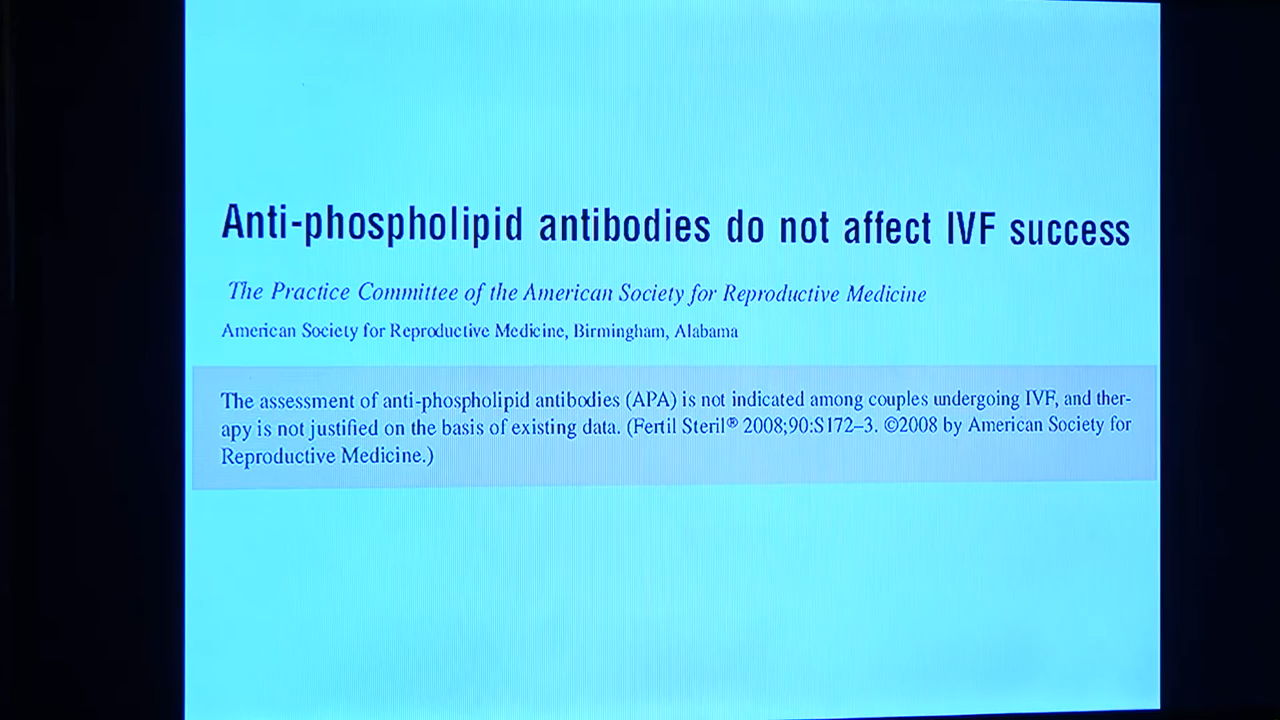 Anti-phospholipid antibodies do not affect IVF success
The Practice Committee of the American Society for Reproductive Medicine
American Society for Reproductive Medicine, Birmingham, Alabama
The assessment of anti-phospholipid antibodies (APA) is not indicated among couples undergoing IVF, and ther-
apy is not justified on the basis of existing data. (Fertil Steril® 2008;90:S172–3. ©2008 by American Society for
Reproductive Medicine.)